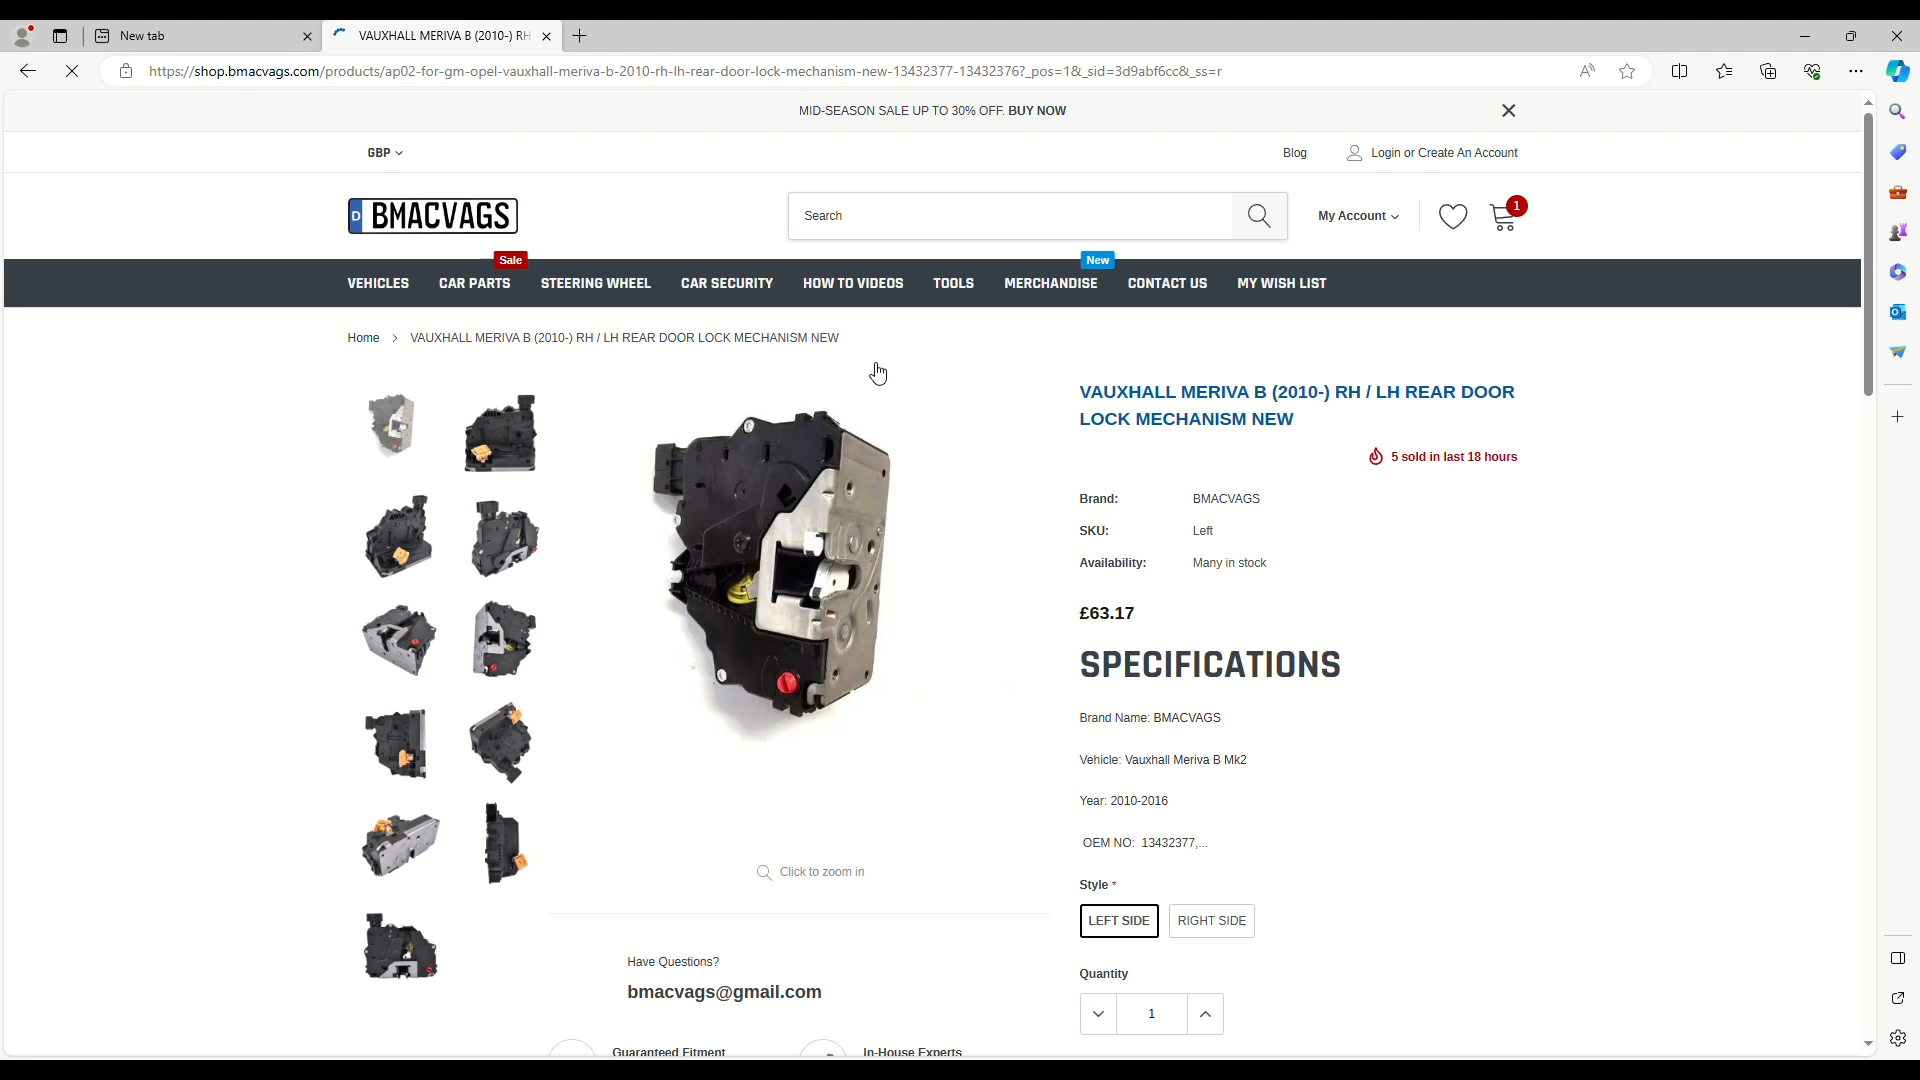 New tab
VAUXHALL MERIVA B (2010-) RH
https://shop.bmacvags.com/products/ap02-for-gm-opel-vauxhall-meriva-b-2010-rh-lh-rear-door-lock-mechanism-new-13432377-13432376?_pos=1&_sid=3d9abf6cc&_ss=r
MID-SEASON SALE UP TO 30% OFF. BUY NOW
GBP
Blog
Login or Create An Account
D BMACVAGS
Search
My Account
1
Sale
New
VEHICLES CAR PARTS STEERING WHEEL CAR SECURITY HOW TO VIDEOS TOOLS MERCHANDISE CONTACT US MY WISH LIST
Home > VAUXHALL MERIVA B (2010-) RH / LH REAR DOOR LOCK MECHANISM NEW
VAUXHALL MERIVA B (2010-) RH / LH REAR DOOR
LOCK MECHANISM NEW
5 sold in last 18 hours
Brand: BMACVAGS
SKU: Left
Availability: Many in stock
£63.17
SPECIFICATIONS
Brand Name: BMACVAGS
Vehicle: Vauxhall Meriva B Mk2
Year: 2010-2016
OEM NO: 13432377,...
Style *
LEFT SIDE RIGHT SIDE
Quantity
1
Click to zoom in
Have Questions?
bmacvags@gmail.com
Guaranteed Fitment
In-House Experts